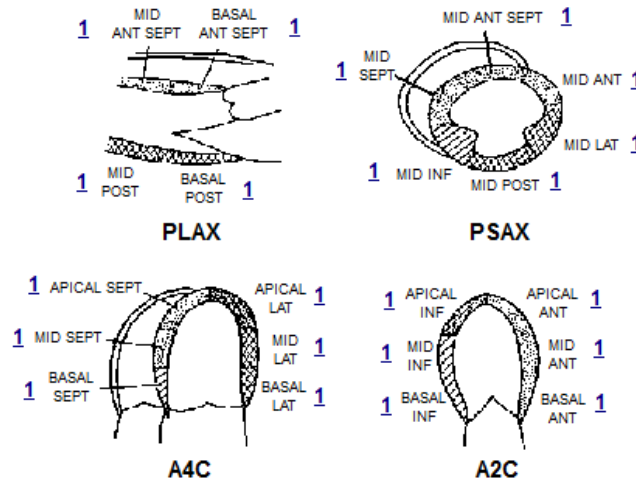 1 MID ANT SEPT
BASAL ANT SEPT 1
1 MID POST
BASAL POST 1
PLAX
MID ANT SEPT 1
1 MID SEPT
MID ANT 1
MID LAT 1
1 MID INF
MID POST 1
PSAX
1 APICAL SEPT
APICAL LAT 1
1 MID SEPT
MID LAT 1
1 BASAL SEPT
BASAL LAT 1
A4C
1 APICAL INF
APICAL ANT 1
1 MID INF
MID ANT 1
1 BASAL INF
BASAL ANT 1
A2C